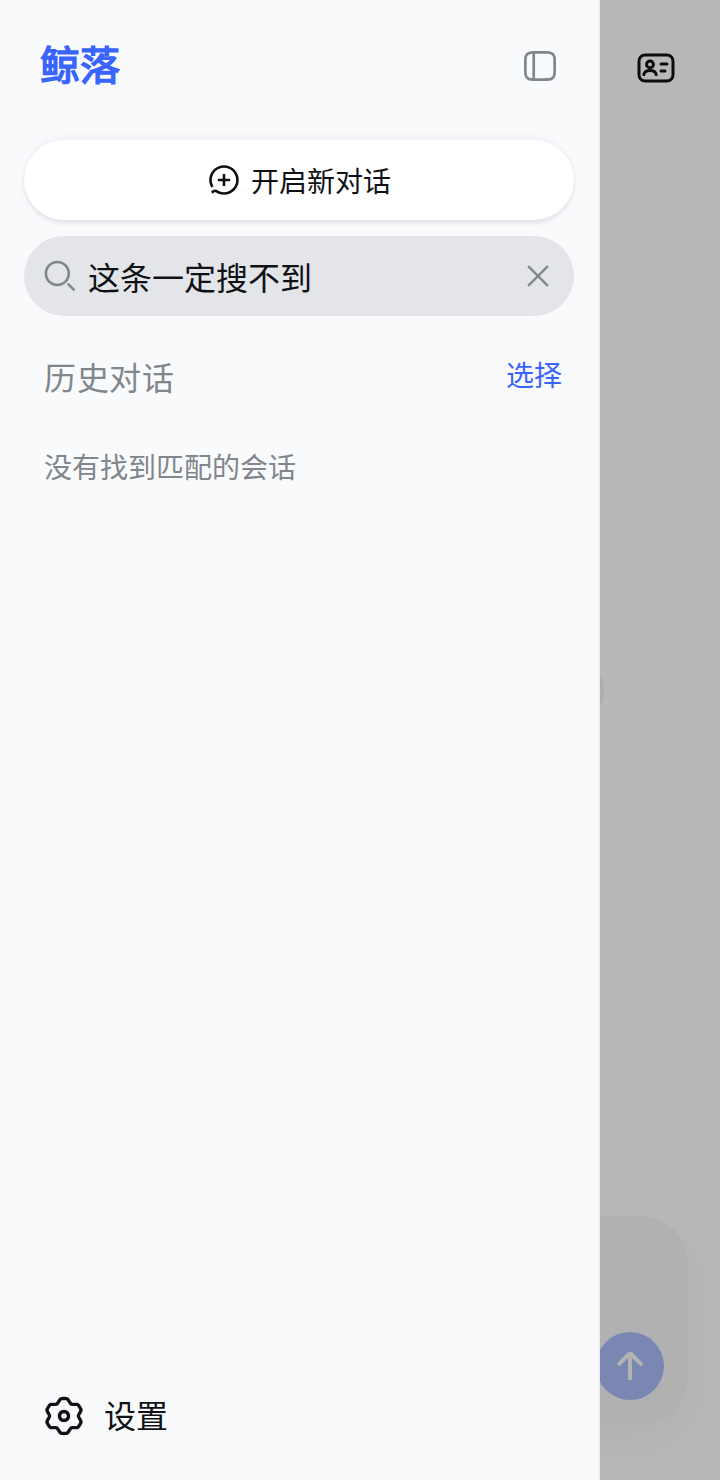 鲸落
开启新对话
这条一定搜不到
历史对话
选择
没有找到匹配的会话
设置